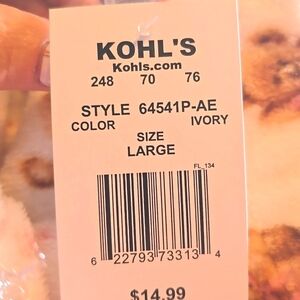 KOHL'S
Kohls.com
248 70 76
STYLE 64541P-AE
COLOR IVORY
SIZE
LARGE
FL_134
6 22793 73313 4
$14.99